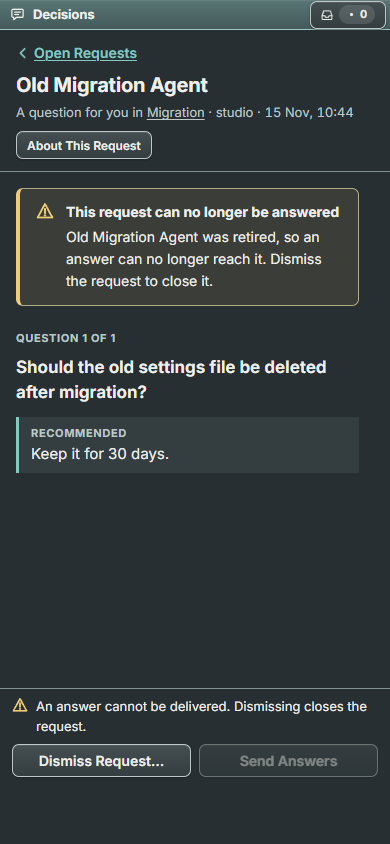 Decisions
• 0
Open Requests
Old Migration Agent
A question for you in Migration · studio · 15 Nov, 10:44
About This Request
This request can no longer be answered
Old Migration Agent was retired, so an
answer can no longer reach it. Dismiss
the request to close it.
QUESTION 1 OF 1
Should the old settings file be deleted
after migration?
RECOMMENDED
Keep it for 30 days.
An answer cannot be delivered. Dismissing closes the
request.
Dismiss Request...
Send Answers